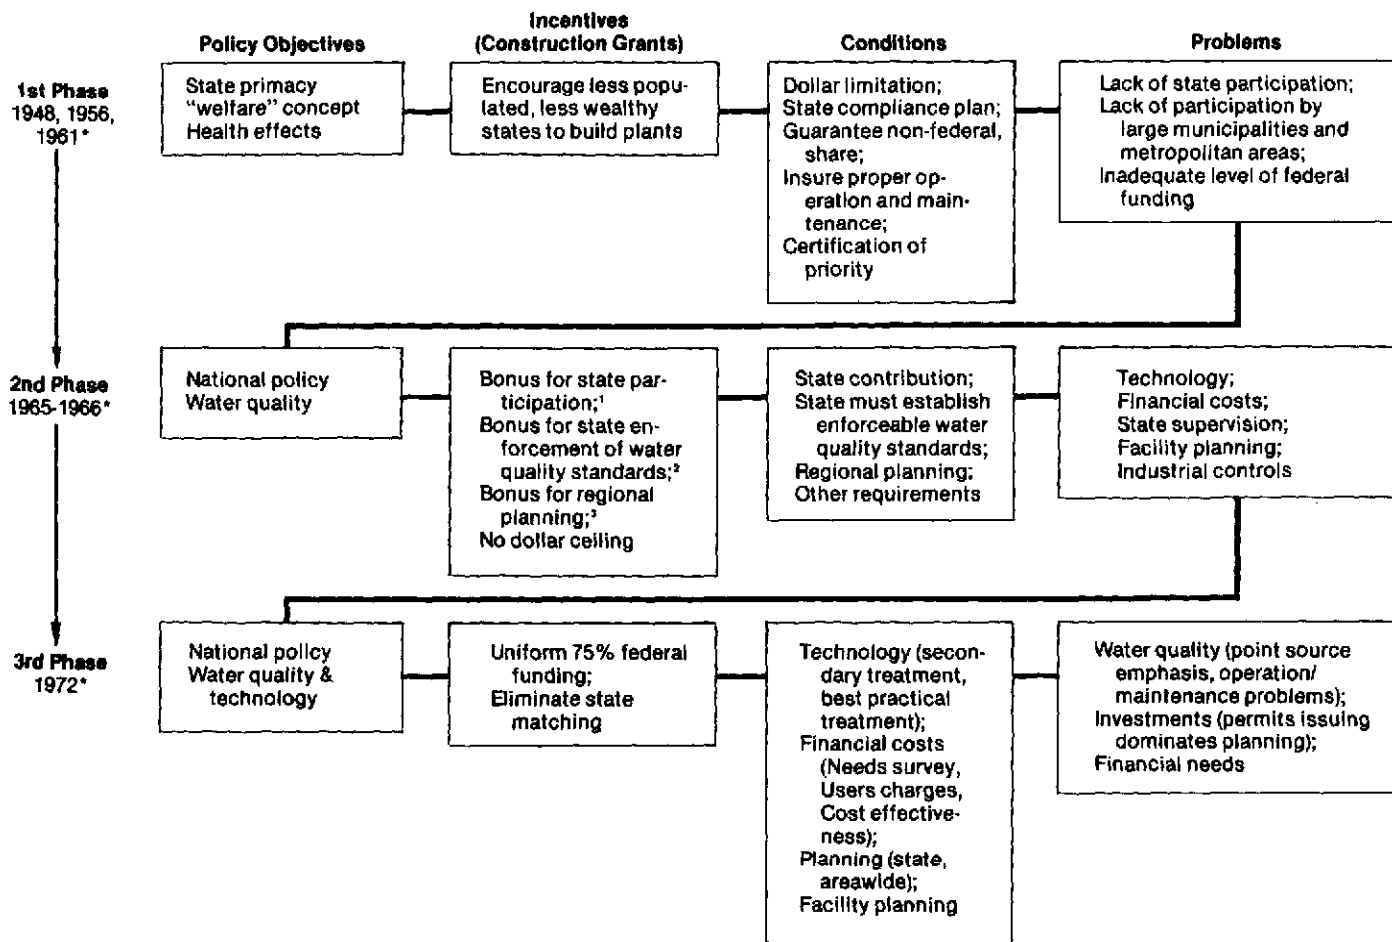 Policy Objectives
Incentives
(Construction Grants)
Conditions
Problems
1st Phase
1948, 1956,
1961*
State primacy
"welfare" concept
Health effects
Encourage less popu-
lated, less wealthy
states to build plants
Dollar limitation;
State compliance plan;
Guarantee non-federal,
share;
Insure proper op-
eration and main-
tenance;
Certification of
priority
Lack of state participation;
Lack of participation by
large municipalities and
metropolitan areas;
Inadequate level of federal
funding
2nd Phase
1965-1966*
National policy
Water quality
Bonus for state par-
ticipation;¹
Bonus for state en-
forcement of water
quality standards;²
Bonus for regional
planning;³
No dollar ceiling
State contribution;
State must establish
enforceable water
quality standards;
Regional planning;
Other requirements
Technology;
Financial costs;
State supervision;
Facility planning;
Industrial controls
3rd Phase
1972*
National policy
Water quality &
technology
Uniform 75% federal
funding;
Eliminate state
matching
Technology (secon-
dary treatment,
best practical
treatment);
Financial costs
(Needs survey,
Users charges,
Cost effective-
ness);
Planning (state,
areawide);
Facility planning
Water quality (point source
emphasis, operation/
maintenance problems);
Investments (permits issuing
dominates planning);
Financial needs